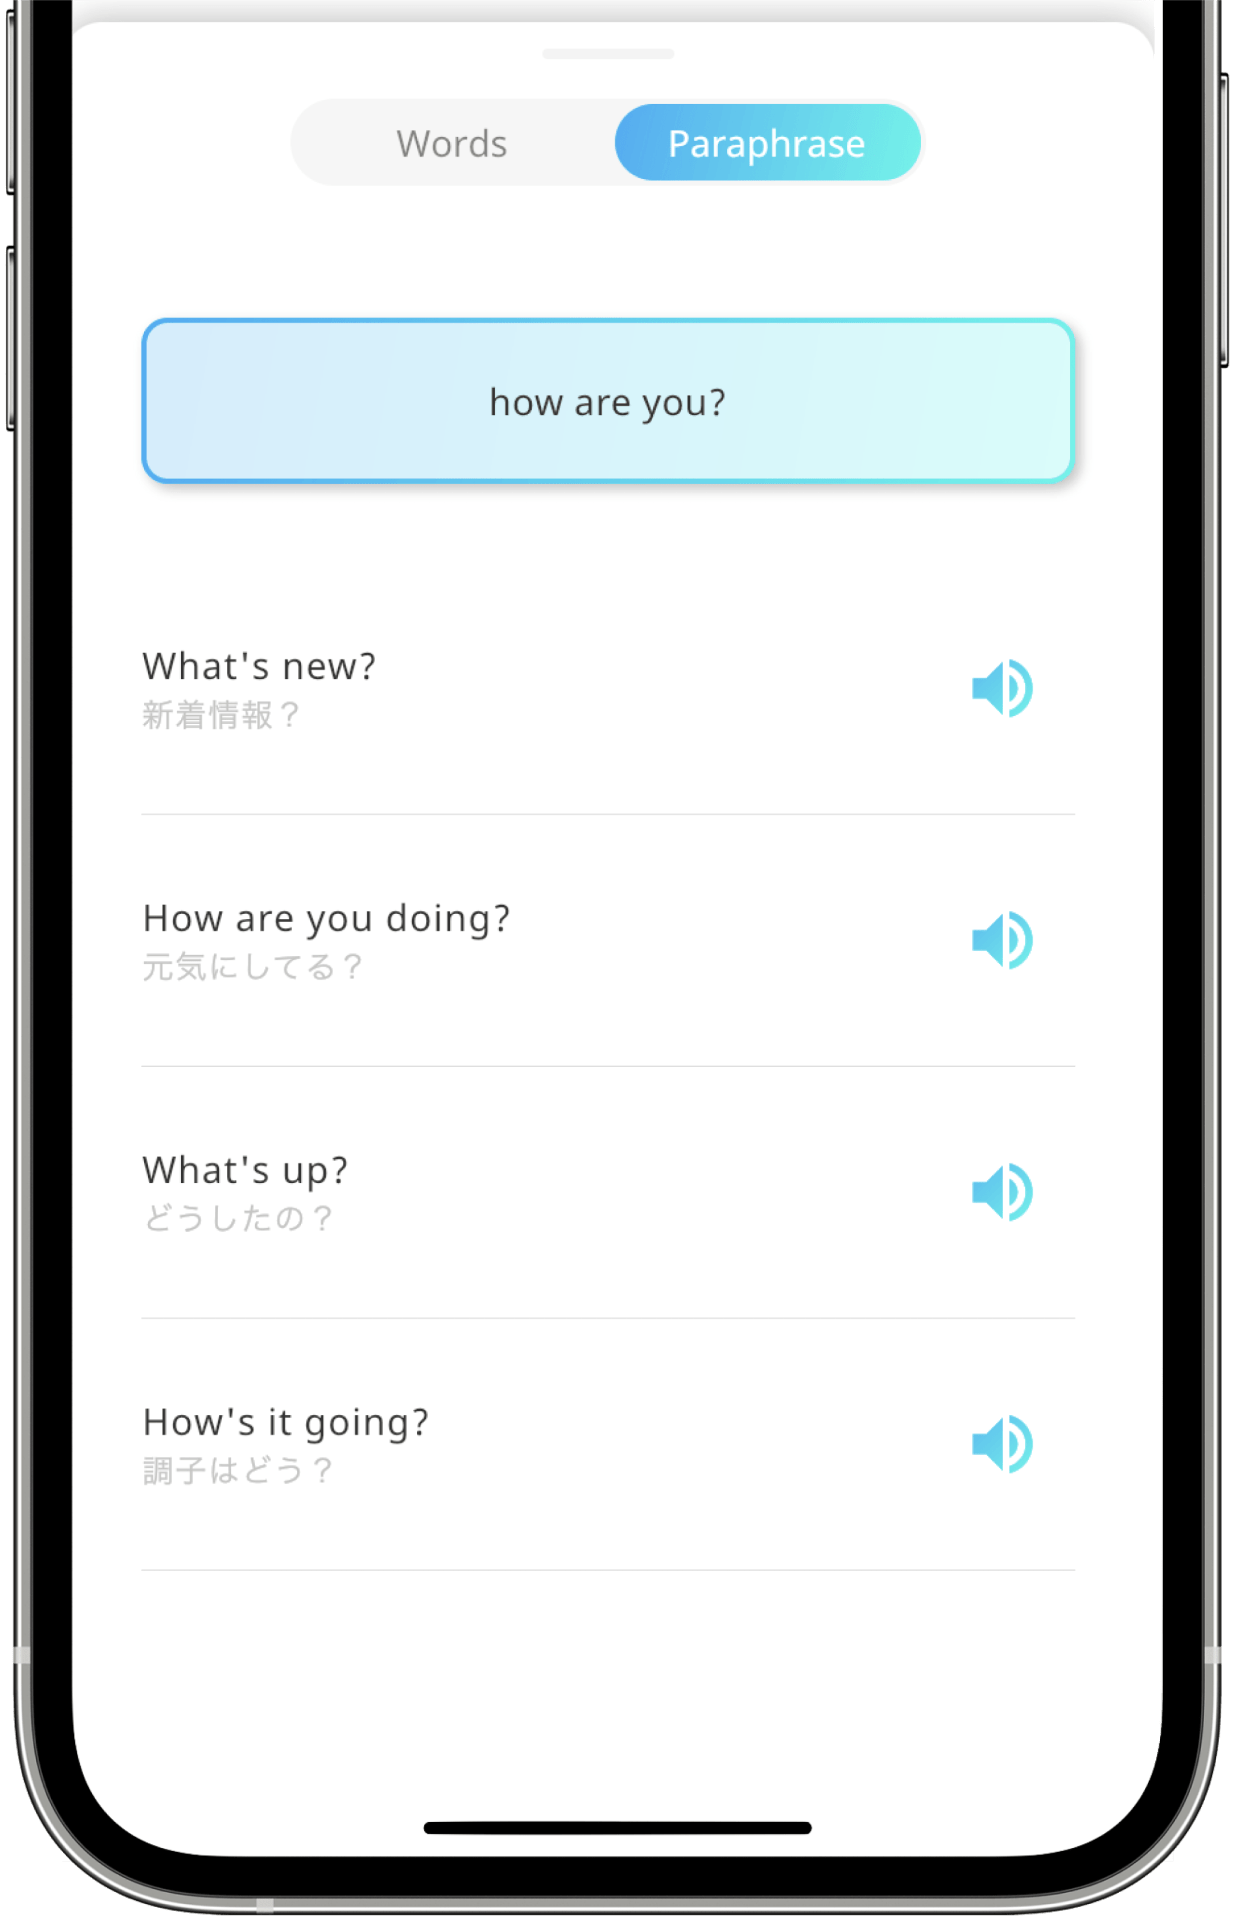 Words
Paraphrase
how are you?
What's new?
新着情報？
How are you doing?
元気にしてる？
What's up?
どうしたの？
How's it going?
調子はどう？